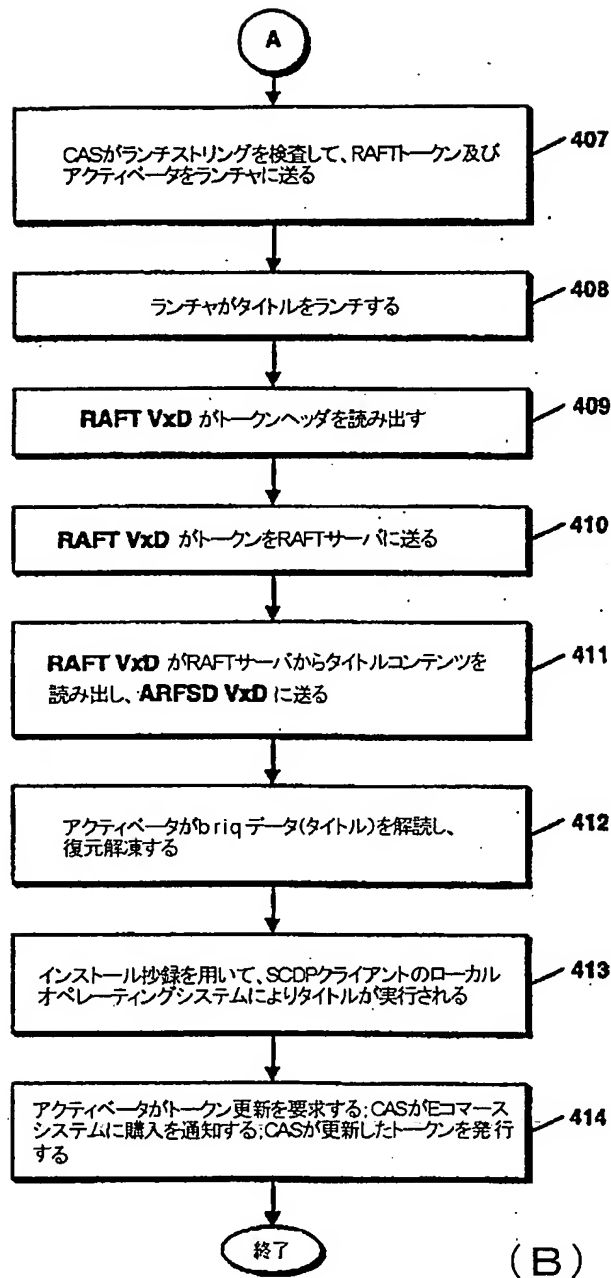 A
CASがランチストリングを検査して、RAFTトークン及び
アクティベータをランチャに送る
407
ランチャがタイトルをランチする
408
RAFT VxD がトークンヘッダを読み出す
409
RAFT VxD がトークンをRAFTサーバに送る
410
RAFT VxD がRAFTサーバからタイトルコンテンツを
読み出し、ARFSD VxD に送る
411
アクティベータがbriqデータ(タイトル)を解読し、
復元解凍する
412
インストール抄録を用いて、SCDPクライアントのローカル
オペレーティングシステムによりタイトルが実行される
413
アクティベータがトークン更新を要求する;CASがEコマース
システムに購入を通知する;CASが更新したトークンを発行
する
414
終了
(B)